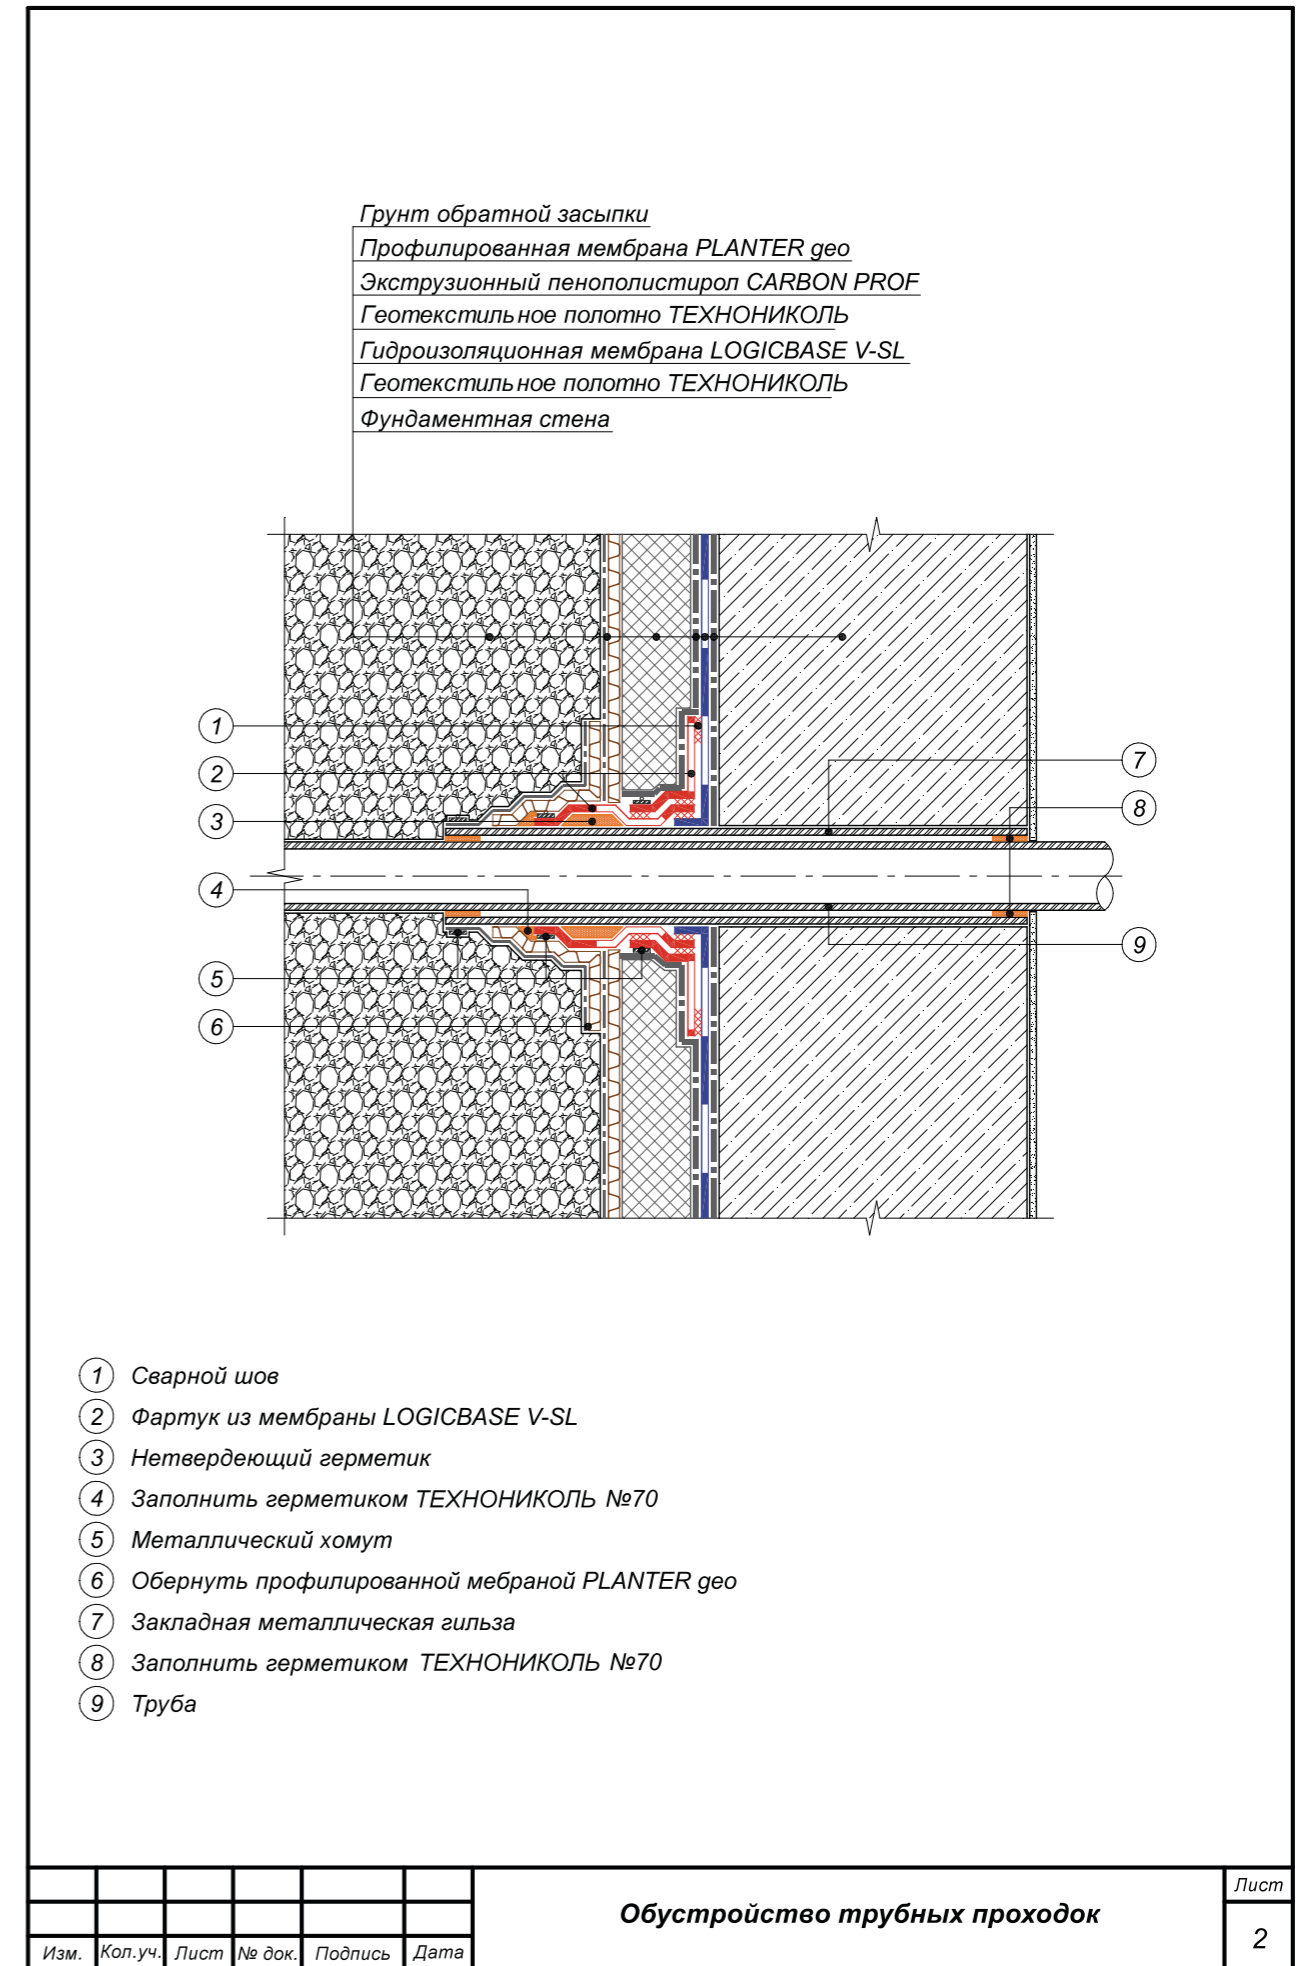 Грунт обратной засыпки
Профилированная мембрана PLANTER geo
Экструзионный пенополистирол CARBON PROF
Геотекстильное полотно ТЕХНОНИКОЛЬ
Гидроизоляционная мембрана LOGICBASE V-SL
Геотекстильное полотно ТЕХНОНИКОЛЬ
Фундаментная стена
1
2
3
4
5
6
7
8
9
1 Сварной шов
2 Фартук из мембраны LOGICBASE V-SL
3 Нетвердеющий герметик
4 Заполнить герметиком ТЕХНОНИКОЛЬ №70
5 Металлический хомут
6 Обернуть профилированной мебраной PLANTER geo
7 Закладная металлическая гильза
8 Заполнить герметиком ТЕХНОНИКОЛЬ №70
9 Труба
Изм. Кол.уч. Лист № док. Подпись Дата
Обустройство трубных проходок
Лист
2